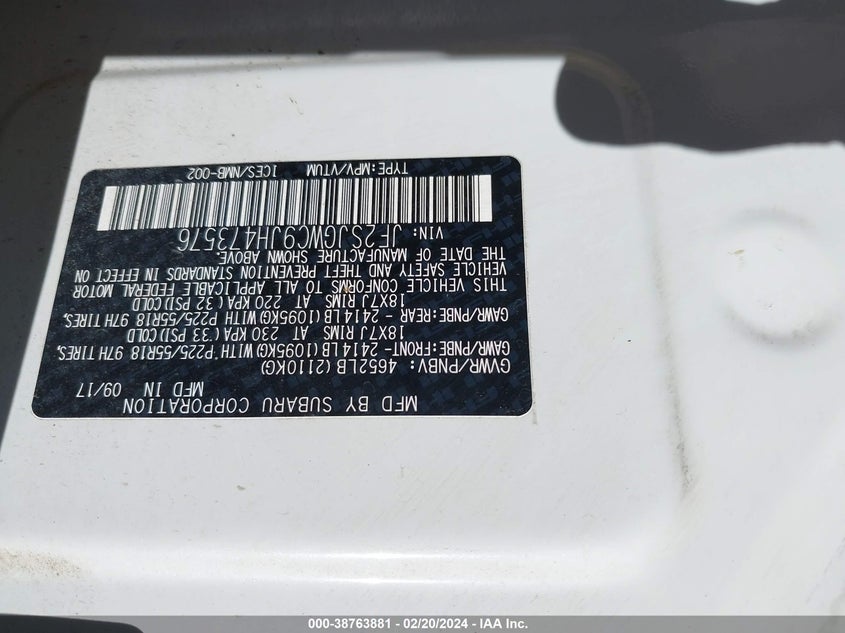 MFD BY SUBARU CORPORATION
MFD IN 09/17
GVWR/PNBV: 4652LB (2110KG)
GAWR/PNBE:FRONT- 2414LB(1095KG)WITH P225/55R18 97H TIRES,
18X7J RIMS AT 230 KPA(33 PSI)COLD
GAWR/PNBE:REAR - 2414LB(1095KG)WITH P225/55R18 97H TIRES,
18X7J RIMS AT 220 KPA(32 PSI)COLD
THIS VEHICLE CONFORMS TO ALL APPLICABLE FEDERAL MOTOR
VEHICLE SAFETY AND THEFT PREVENTION STANDARDS IN EFFECT ON
THE DATE OF MANUFACTURE SHOWN ABOVE.
VIN: JF2SJGWC9JH473576
TYPE:MPV/VTUM ICES/NMB-002
000-38763881 - 02/20/2024 - IAA Inc.